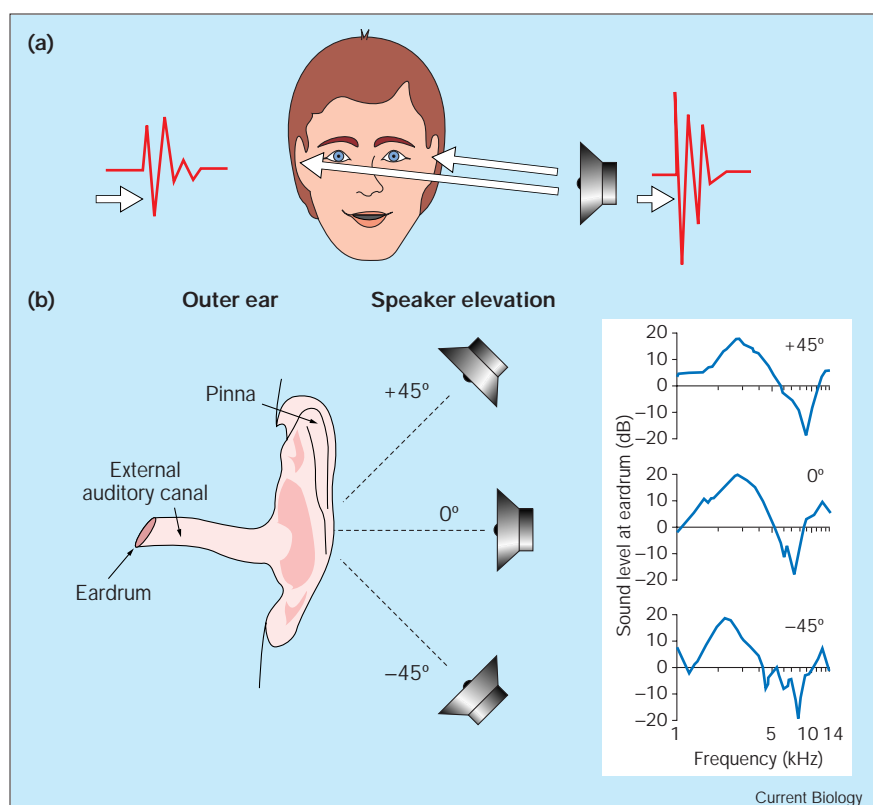 (a)
(b)
Outer ear
Speaker elevation
Pinna
External
auditory canal
Eardrum
+45º
0º
–45º
Sound level at eardrum (dB)
20
10
0
–10
–20
+45º
20
10
0
–10
–20
0º
20
10
0
–10
–20
–45º
1 5 10 14
Frequency (kHz)
Current Biology